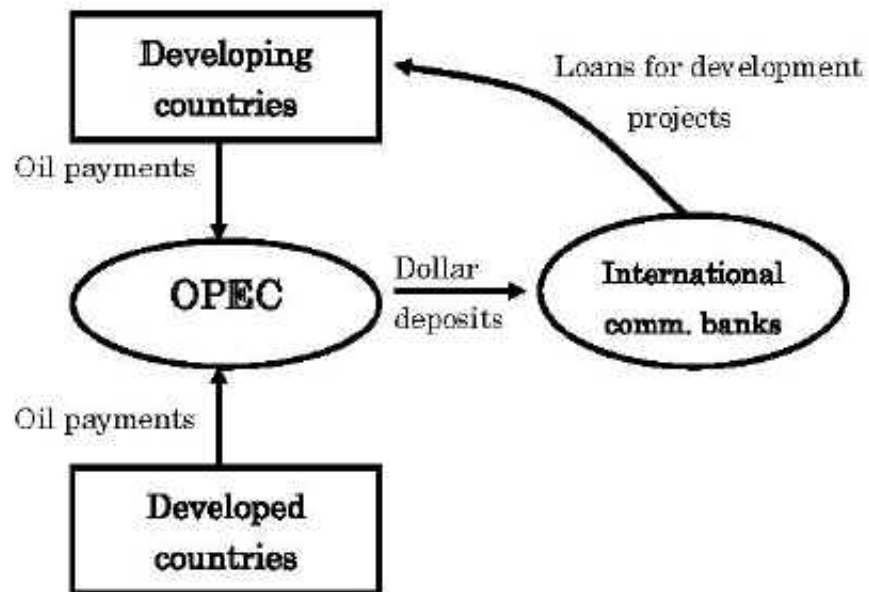 Developing
countries
Loans for development
projects
Oil payments
OPEC
Dollar
deposits
International
comm. banks
Oil payments
Developed
countries